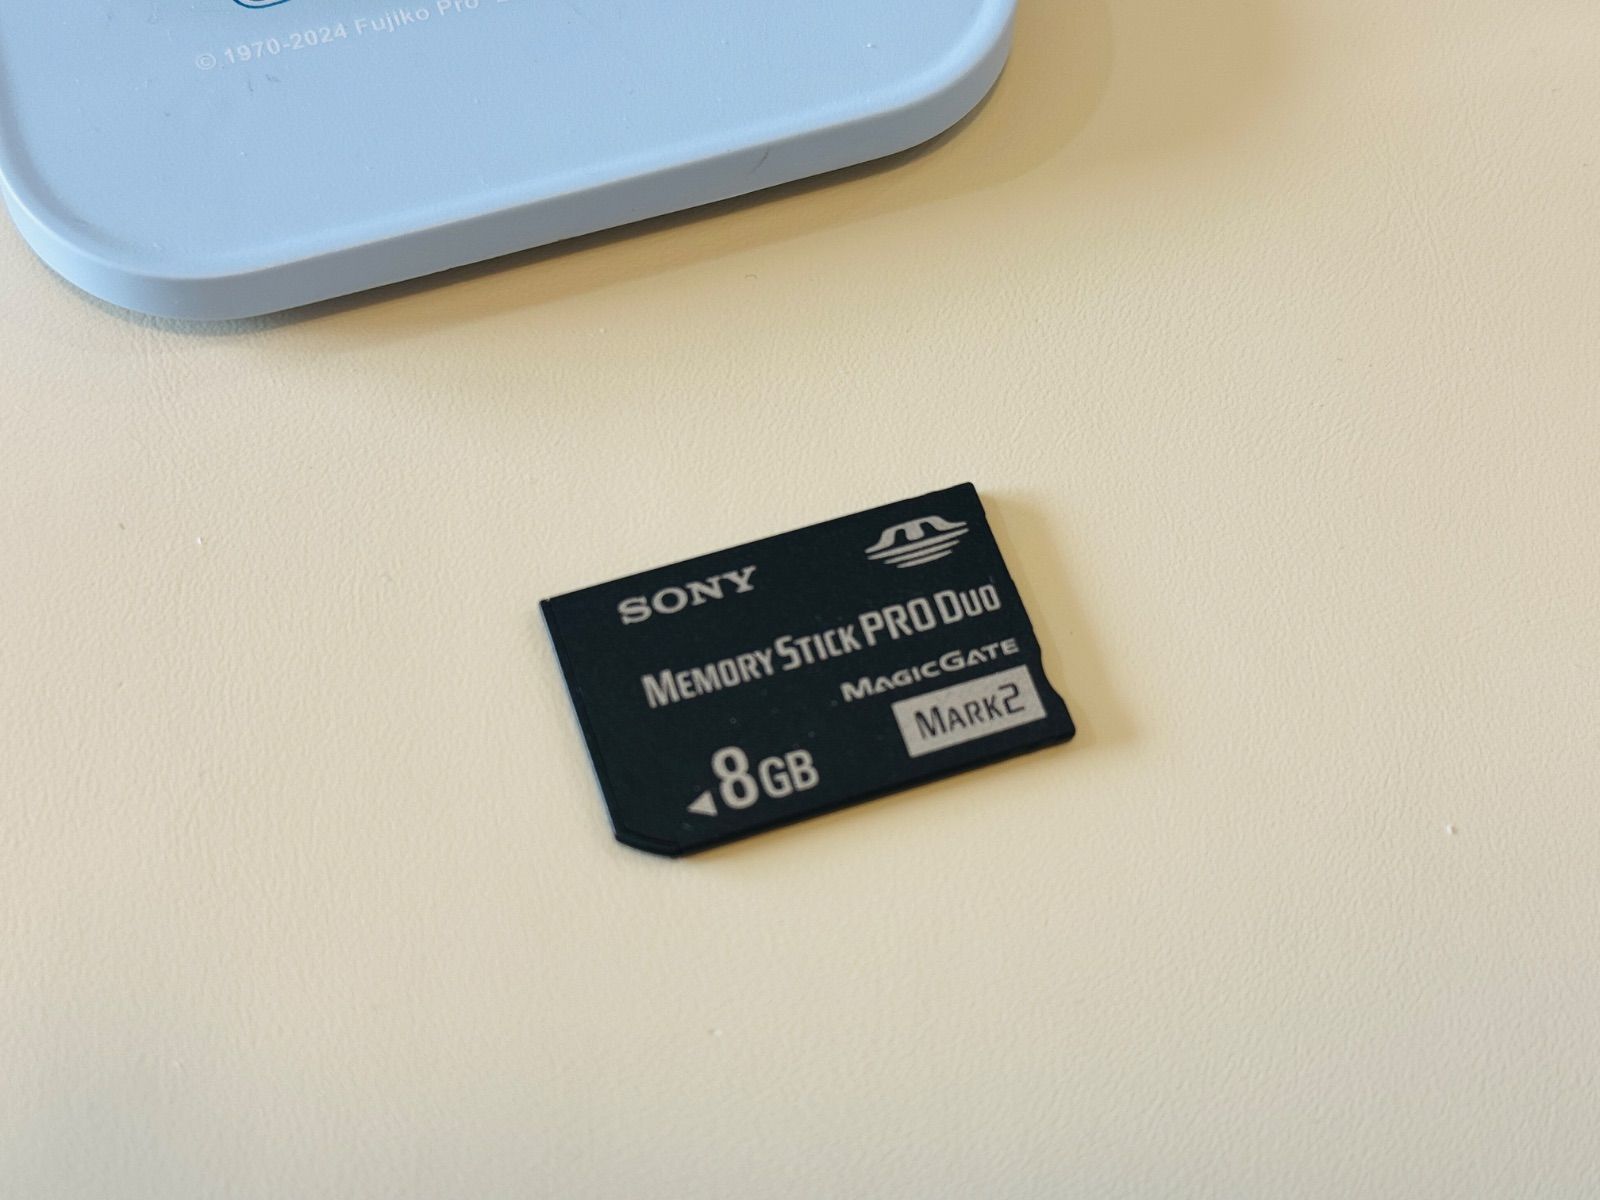 © 1970-2024 Fujiko Pro
SONY
MEMORY STICK PRO DUO
MAGICGATE
MARK2
8GB